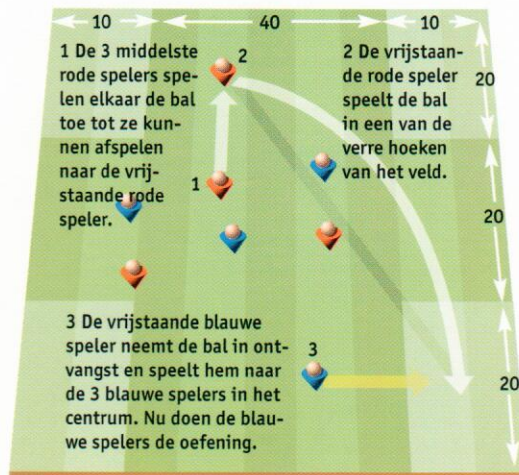 10
40
10
1 De 3 middelste
rode spelers spe-
len elkaar de bal
toe tot ze kun-
nen afspelen
naar de vrij-
staande rode
speler.
2
2 De vrijstaan-
de rode speler
speelt de bal
in een van de
verre hoeken
van het veld.
20
1
20
3 De vrijstaande blauwe
speler neemt de bal in ont-
vangst en speelt hem naar
de 3 blauwe spelers in het
centrum. Nu doen de blau-
we spelers de oefening.
3
20